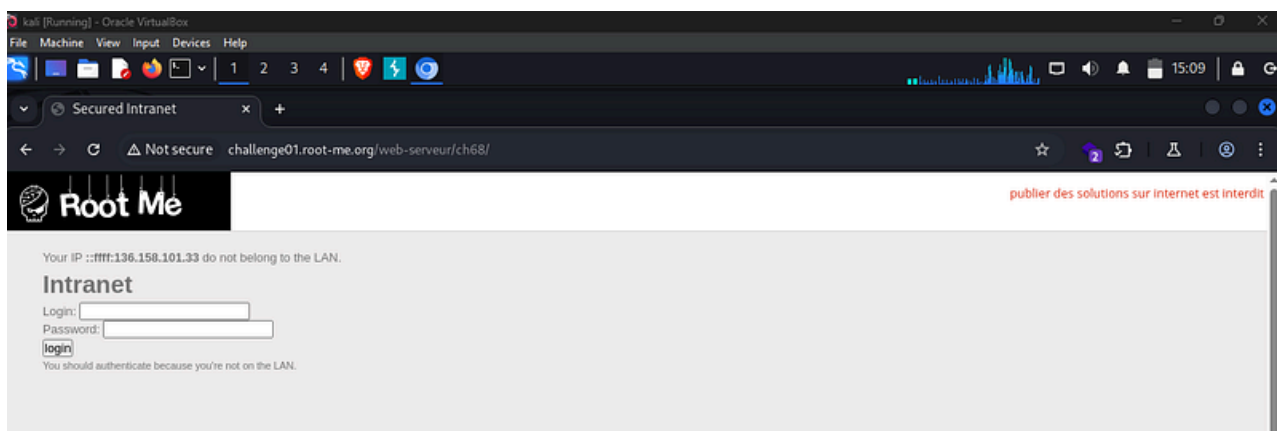 kali [Running] - Oracle VirtualBox
File Machine View Input Devices Help
1 2 3 4 15:09
Secured Intranet
Not secure challenge01.root-me.org/web-serveur/ch68/
2
Root Me
publier des solutions sur internet est interdit
Your IP ::ffff:136.158.101.33 do not belong to the LAN.
Intranet
Login:
Password:
login
You should authenticate because you're not on the LAN.